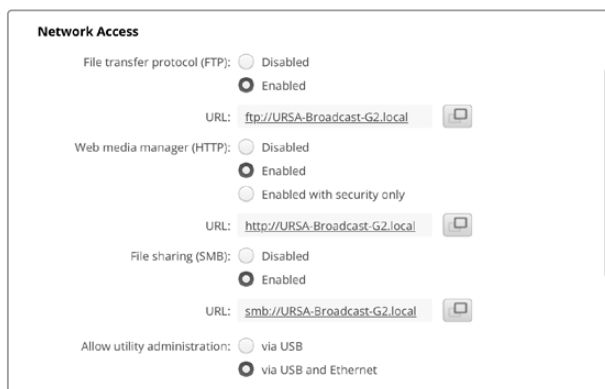 Network Access
File transfer protocol (FTP): Disabled
Enabled
URL: ftp://URSA-Broadcast-G2.local
Web media manager (HTTP): Disabled
Enabled
Enabled with security only
URL: http://URSA-Broadcast-G2.local
File sharing (SMB): Disabled
Enabled
URL: smb://URSA-Broadcast-G2.local
Allow utility administration: via USB
via USB and Ethernet